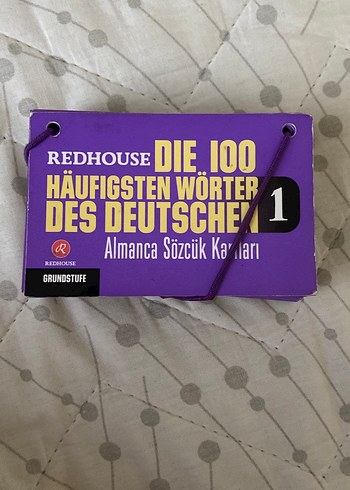 REDHOUSE DIE 100
HÄUFIGSTEN WÖRTER
DES DEUTSCHEN 1
Almanca Sözcük Kartları
R
REDHOUSE
GRUNDSTUFE